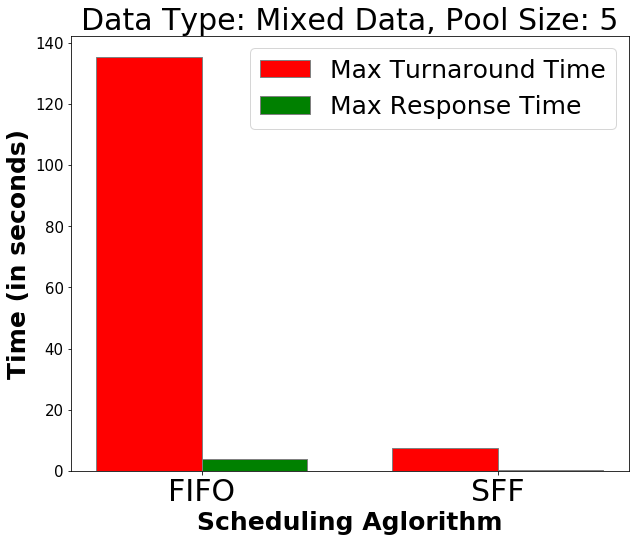 Data Type: Mixed Data, Pool Size: 5
Max Turnaround Time
Max Response Time
Time (in seconds)
140
120
100
80
60
40
20
0
FIFO
SFF
Scheduling Aglorithm